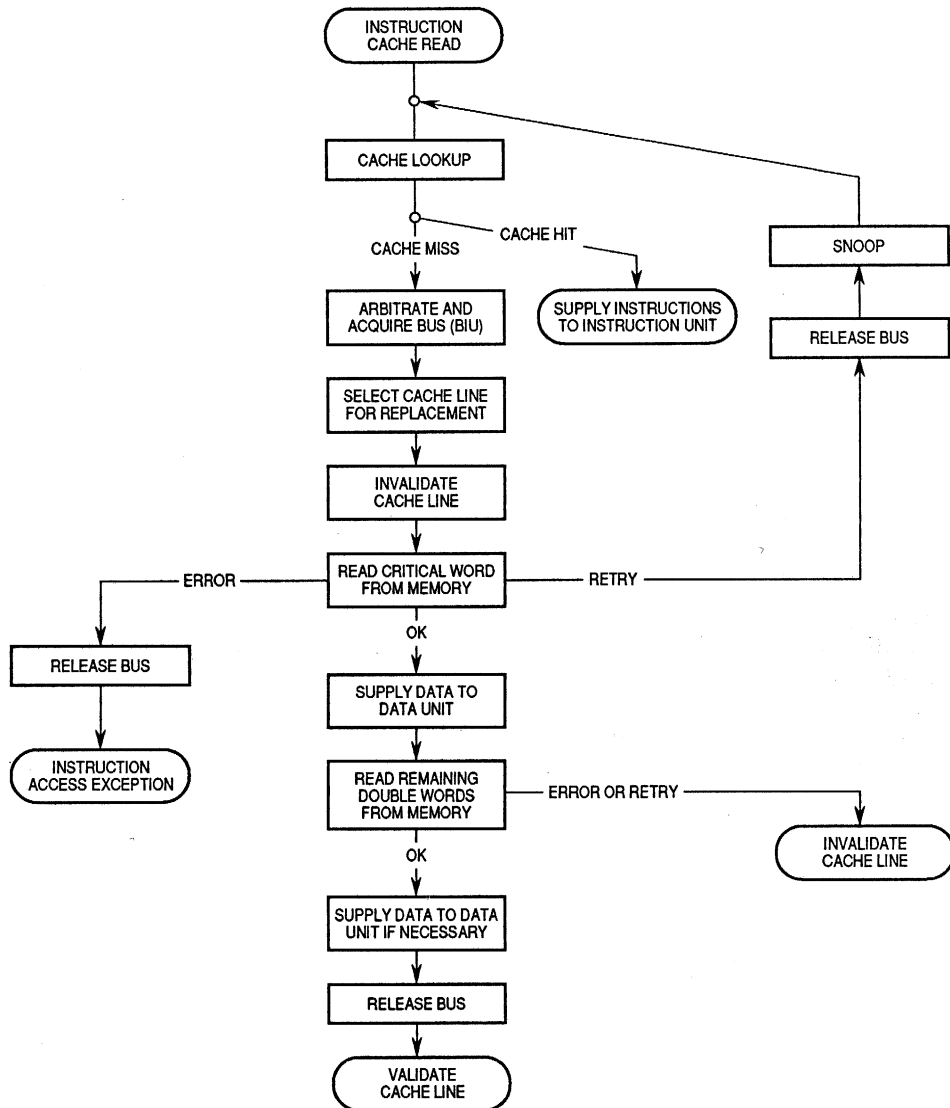 INSTRUCTION
CACHE READ
CACHE LOOKUP
CACHE HIT
CACHE MISS
SNOOP
ARBITRATE AND
ACQUIRE BUS (BIU)
SUPPLY INSTRUCTIONS
TO INSTRUCTION UNIT
RELEASE BUS
SELECT CACHE LINE
FOR REPLACEMENT
INVALIDATE
CACHE LINE
ERROR
READ CRITICAL WORD
FROM MEMORY
RETRY
OK
RELEASE BUS
SUPPLY DATA TO
DATA UNIT
INSTRUCTION
ACCESS EXCEPTION
READ REMAINING
DOUBLE WORDS
FROM MEMORY
ERROR OR RETRY
INVALIDATE
CACHE LINE
OK
SUPPLY DATA TO DATA
UNIT IF NECESSARY
RELEASE BUS
VALIDATE
CACHE LINE